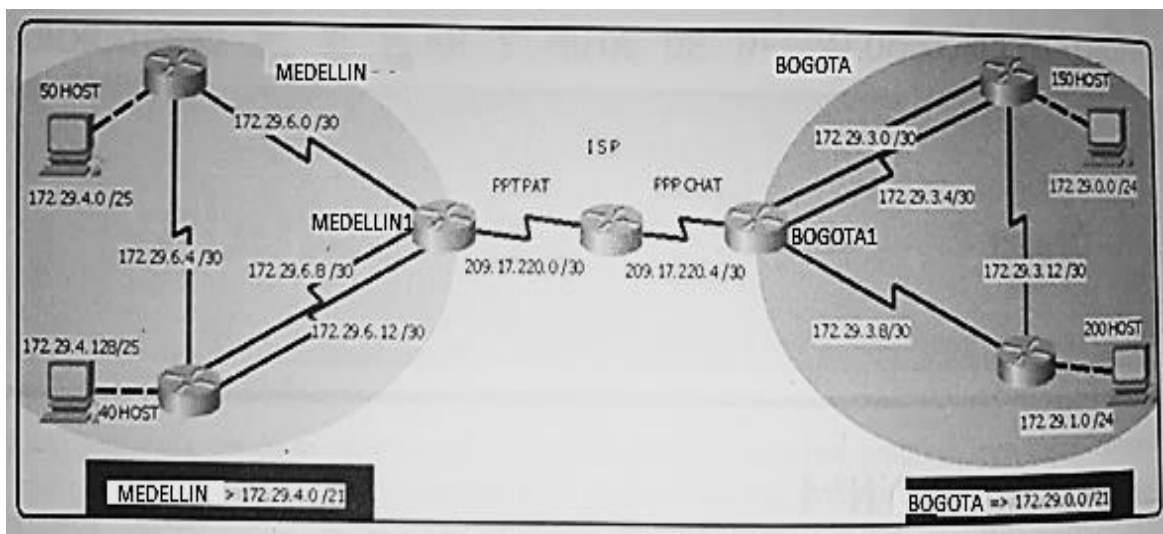 MEDELLIN
50 HOST
172.29.6.0 /30
172.29.4.0 /25
MEDELLIN1
172.29.6.4 /30
172.29.6.8 /30
172.29.6.12 /30
172.29.4.128/25
40 HOST
MEDELLIN > 172.29.4.0 /21
ISP
PPTPAT
PPP CHAT
209.17.220.0 /30
209.17.220.4 /30
BOGOTA
150 HOST
172.29.3.0 /30
172.29.3.4/30
172.29.0.0 /24
BOGOTA1
172.29.3.12 /30
172.29.3.8/30
200 HOST
172.29.1.0 /24
BOGOTA => 172.29.0.0/21